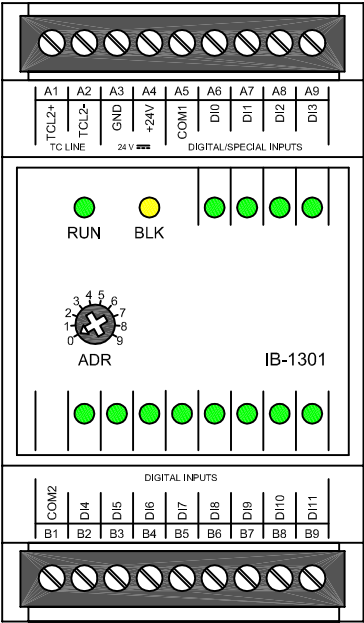 A1 A2 A3 A4 A5 A6 A7 A8 A9
TCL2+ TCL2- GND +24V COM1 DI0 DI1 DI2 DI3
TC LINE 24 V DIGITAL/SPECIAL INPUTS
RUN BLK
0 1 2 3 4 5 6 7 8 9
ADR IB-1301
DIGITAL INPUTS
COM2 DI4 DI5 DI6 DI7 DI8 DI9 DI10 DI11
B1 B2 B3 B4 B5 B6 B7 B8 B9